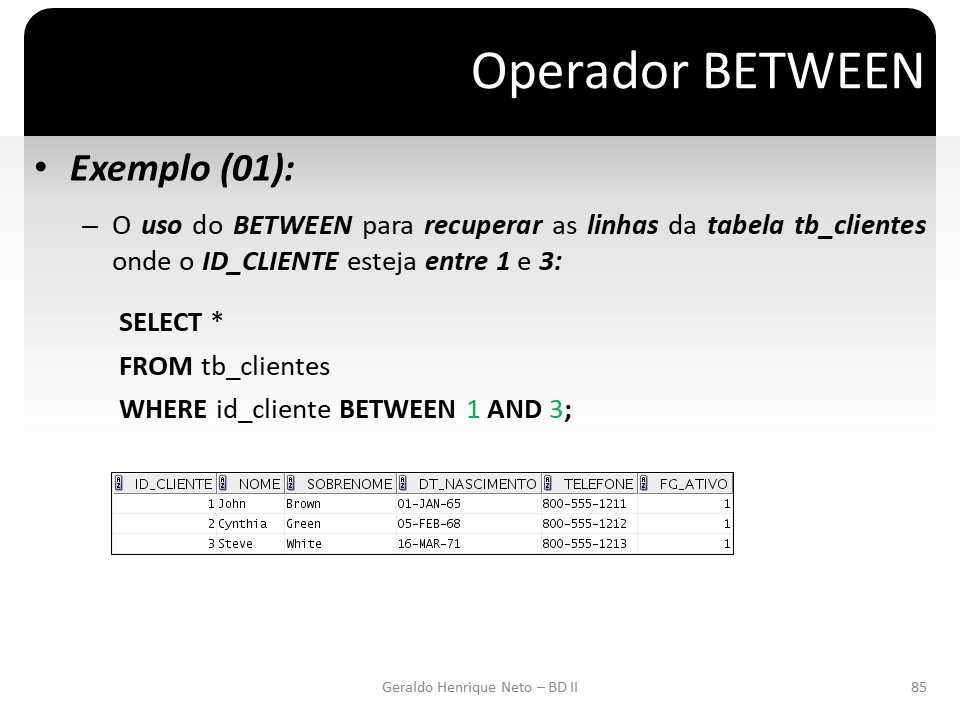 Operador BETWEEN
• Exemplo (01):
– O uso do BETWEEN para recuperar as linhas da tabela tb_clientes
onde o ID_CLIENTE esteja entre 1 e 3:
SELECT *
FROM tb_clientes
WHERE id_cliente BETWEEN 1 AND 3;
ID_CLIENTE NOME SOBRENOME DT_NASCIMENTO TELEFONE FG_ATIVO
1 John Brown 01-JAN-65 800-555-1211 1
2 Cynthia Green 05-FEB-68 800-555-1212 1
3 Steve White 16-MAR-71 800-555-1213 1
Geraldo Henrique Neto – BD II 85